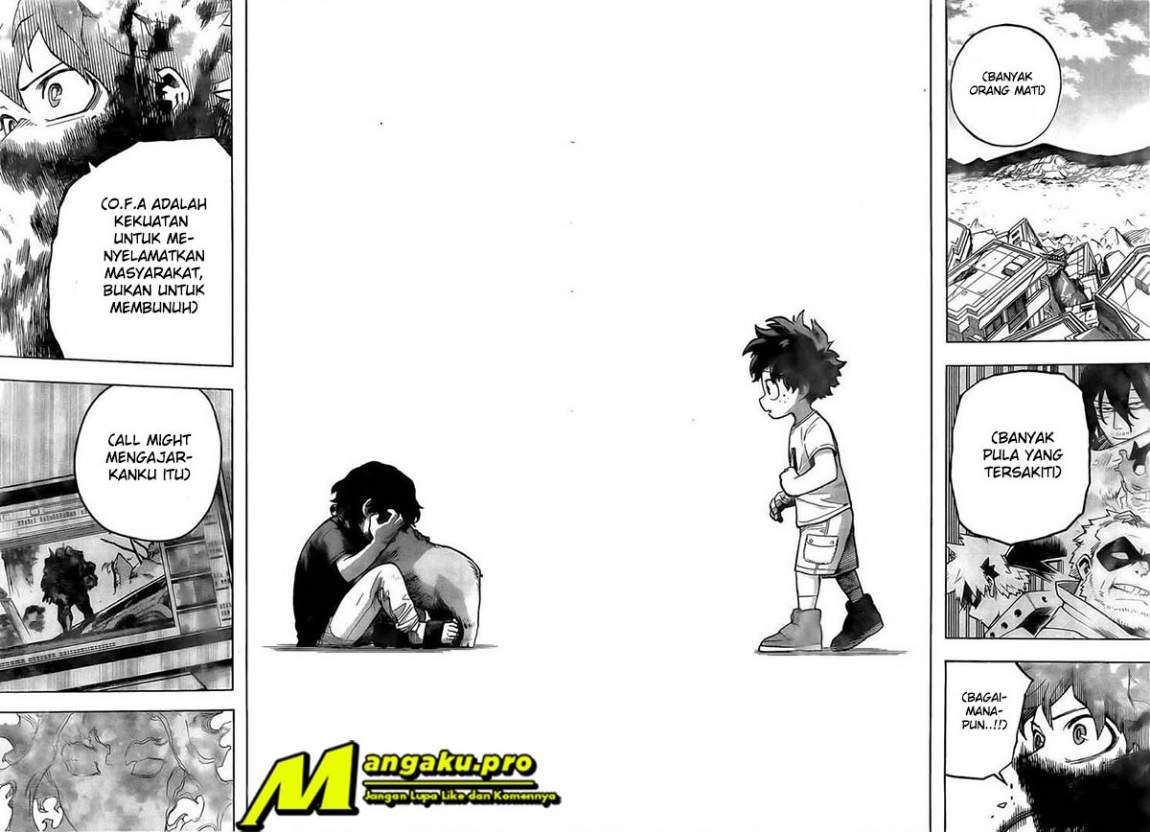 (BANYAK
ORANG MATI)
(BANYAK
PULA YANG
TERSAKITI)
(BAGAI-
MANA-
PUN..!!)
(O.F.A ADALAH
KEKUATAN
UNTUK ME-
NYELAMATKAN
MASYARAKAT,
BUKAN UNTUK
MEMBUNUH)
(ALL MIGHT
MENGAJAR-
KANKU ITU)
Mangaku.pro
Jangan Lupa Like dan Komennya